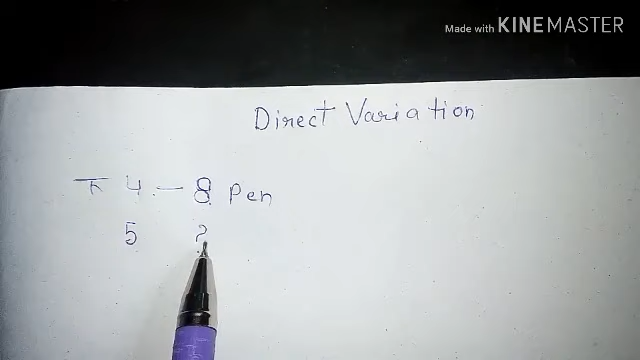 Made with KINEMASTER
Direct Variation
₹ 4 — 8 Pen
5 ?